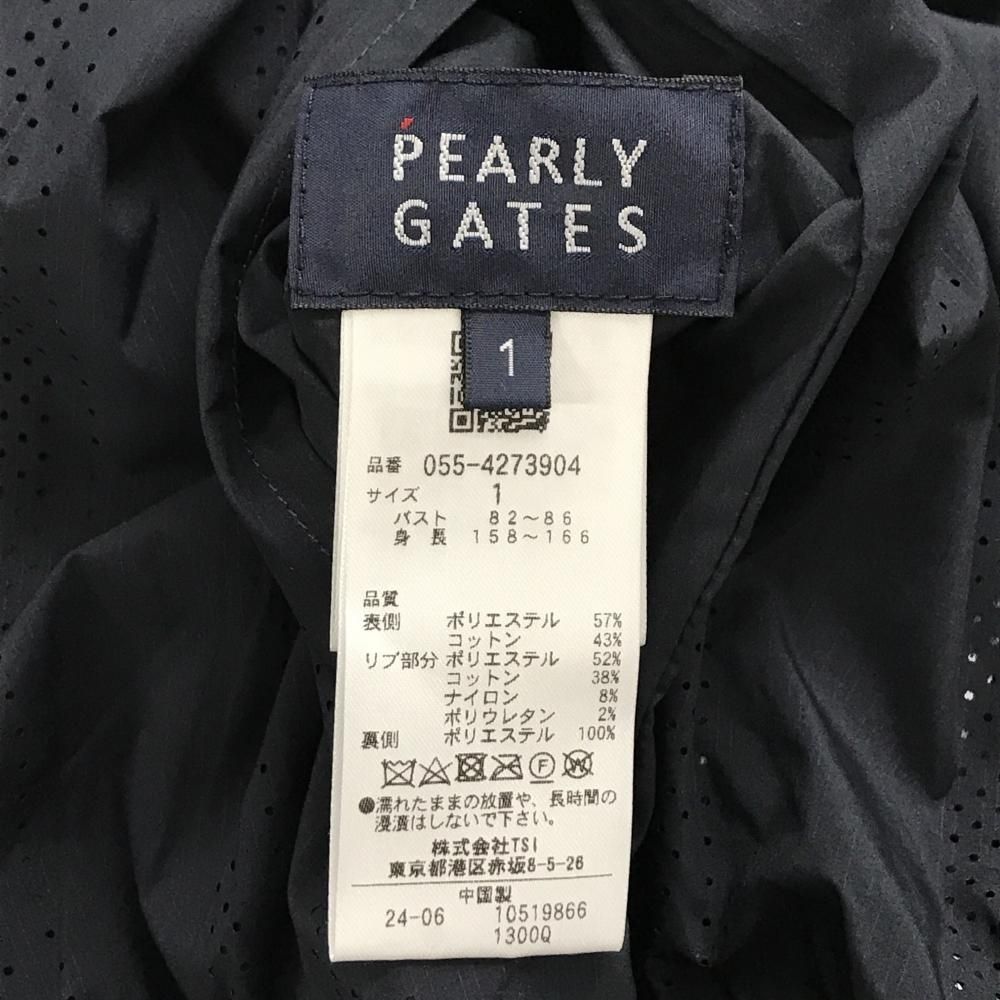 PEARLY
GATES
1
品番 055-4273904
サイズ 1
バスト 82～86
身長 158～166
品質
表側 ポリエステル 57%
コットン 43%
リブ部分 ポリエステル 52%
コットン 38%
ナイロン 8%
ポリウレタン 2%
裏側 ポリエステル 100%
F W
●濡れたままの放置や、長時間の
浸漬はしないで下さい。
株式会社TSI
東京都港区赤坂8-5-26
中国製
24-06 10519866
1300Q